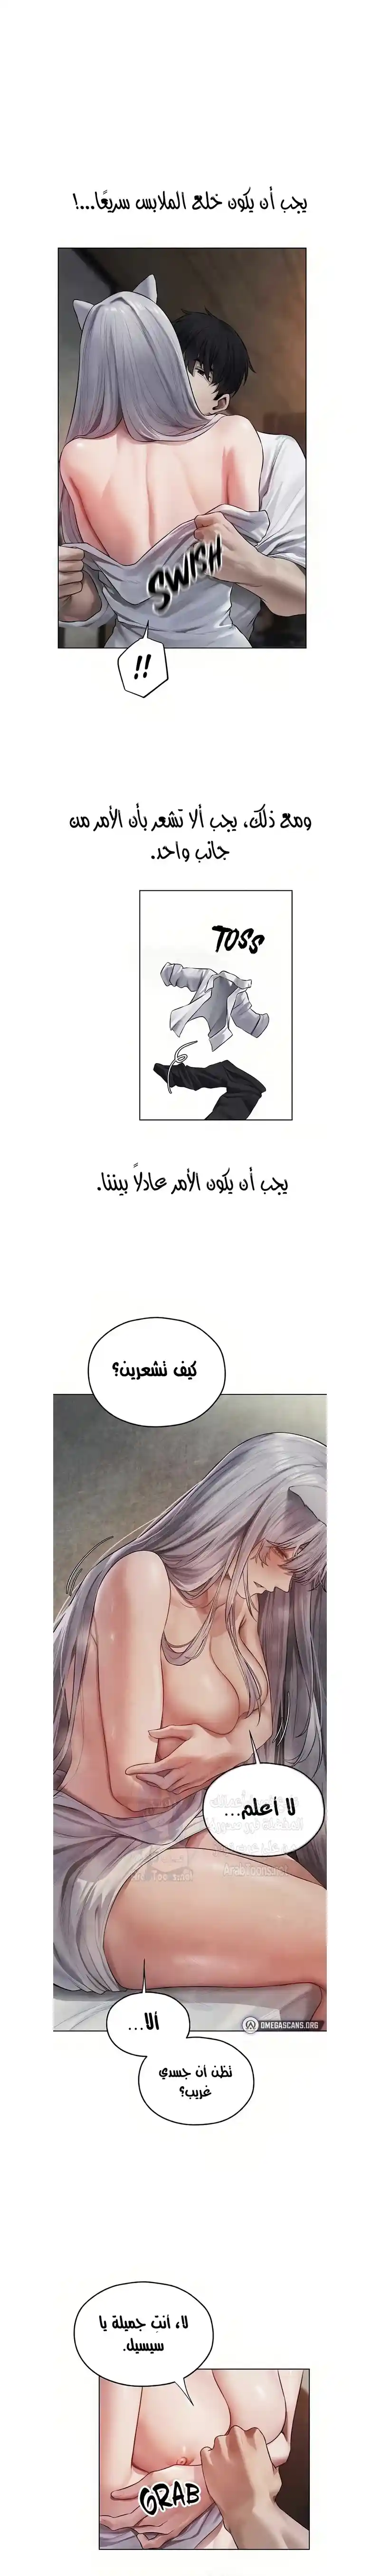 يجب أن يكون خلع الملابس سريعًا...!
SWISH
!!
ومع ذلك، يجب ألا تشعر بأن الأمر من
جانب واحد.
TOSS
يجب أن يكون الأمر عادلاً بيننا.
كيف تشعرين؟
لا أعلم...
ArabToons.net
OMEGASCANS.ORG
ألا...
تظن أن جسدي
غريب؟
لا، أنتِ جميلة يا
سيسيل.
GRAB